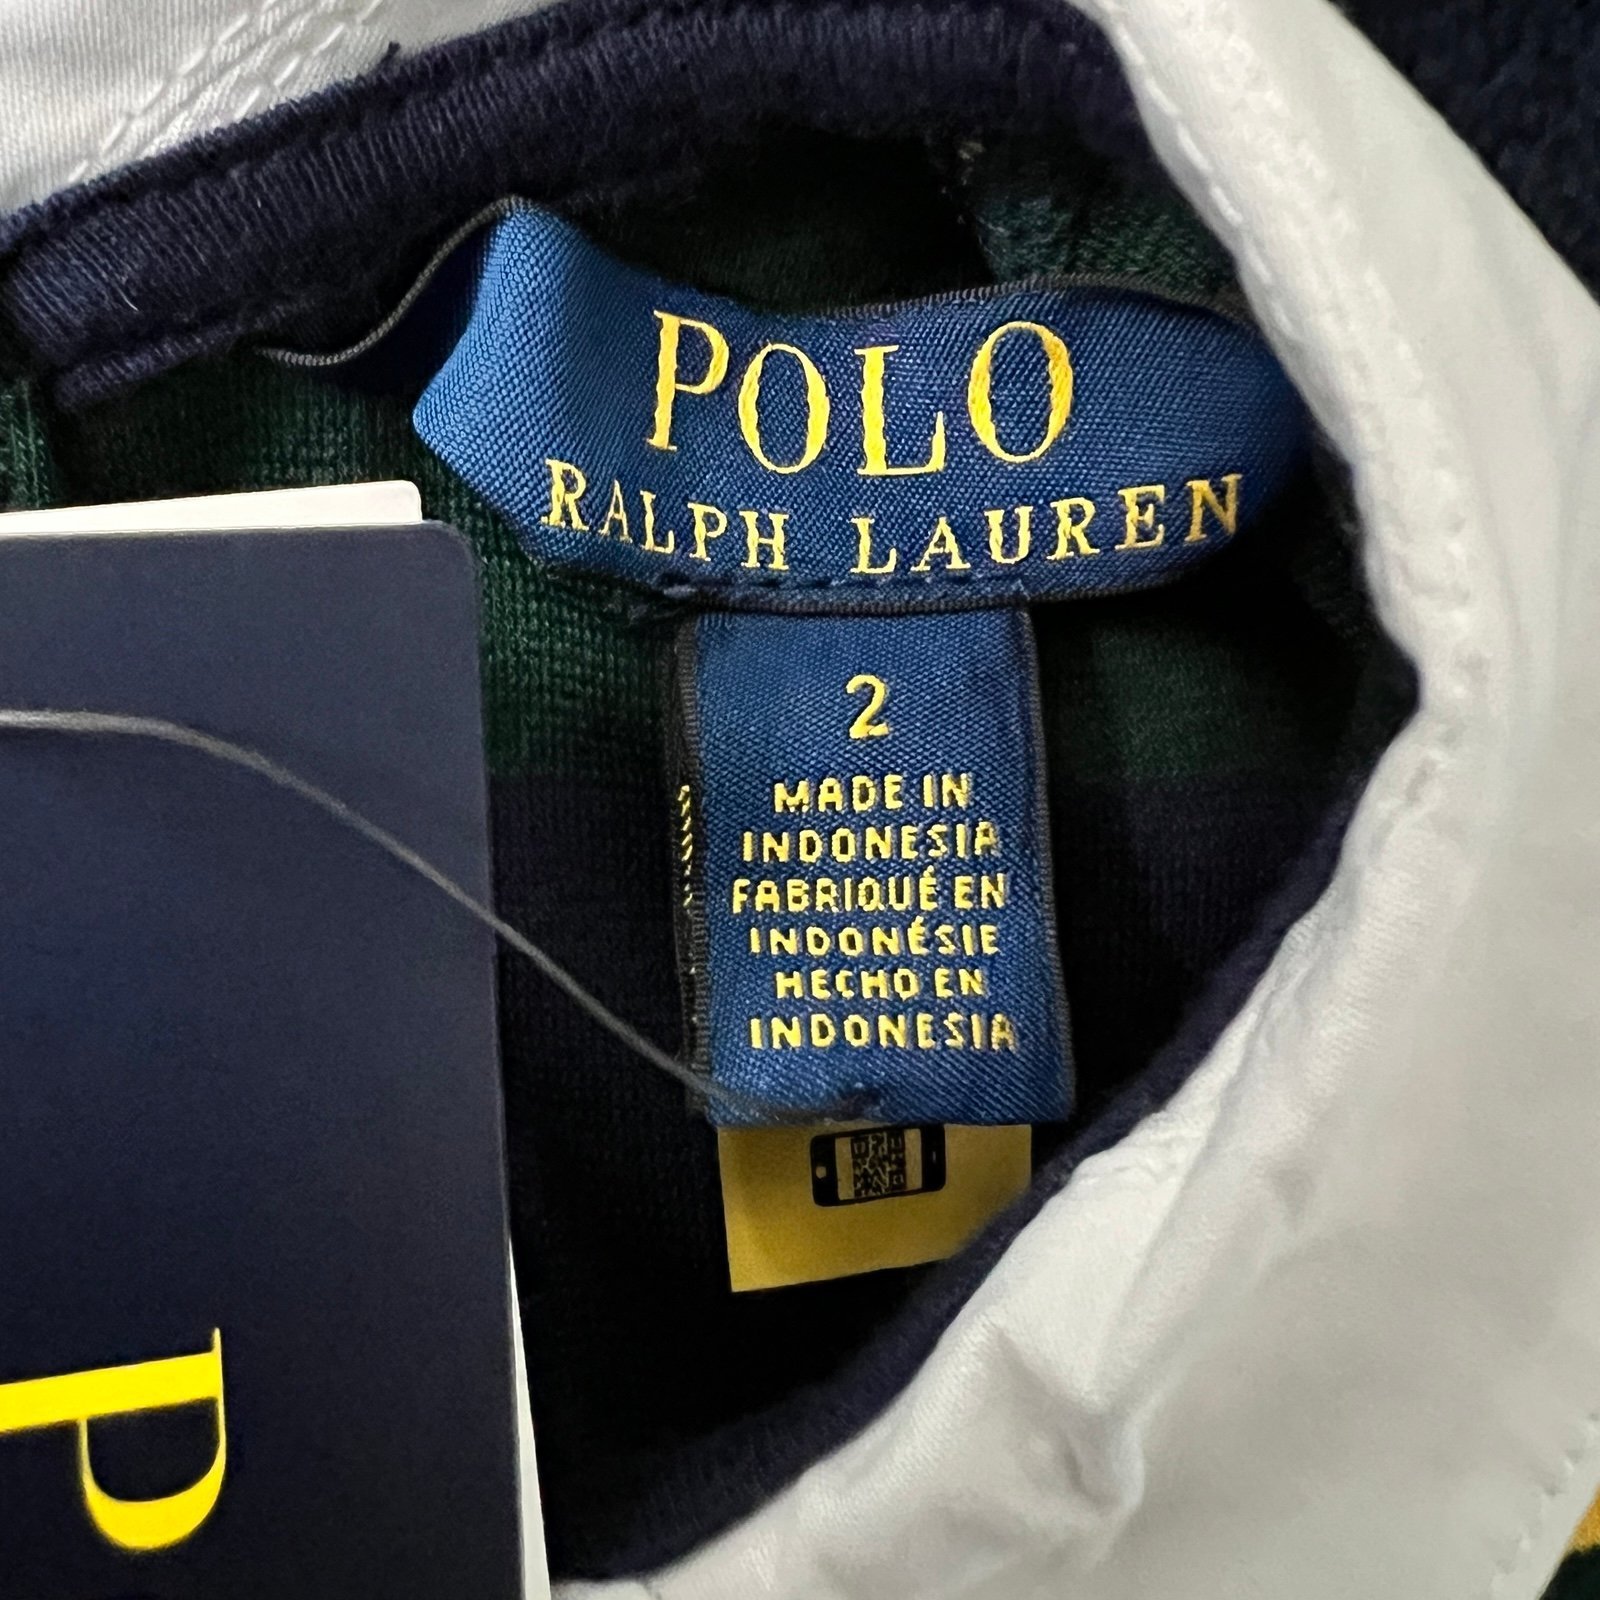 POLO
RALPH LAUREN
2
MADE IN
INDONESIA
FABRIQUÉ EN
INDONÉSIE
HECHO EN
INDONESIA
P